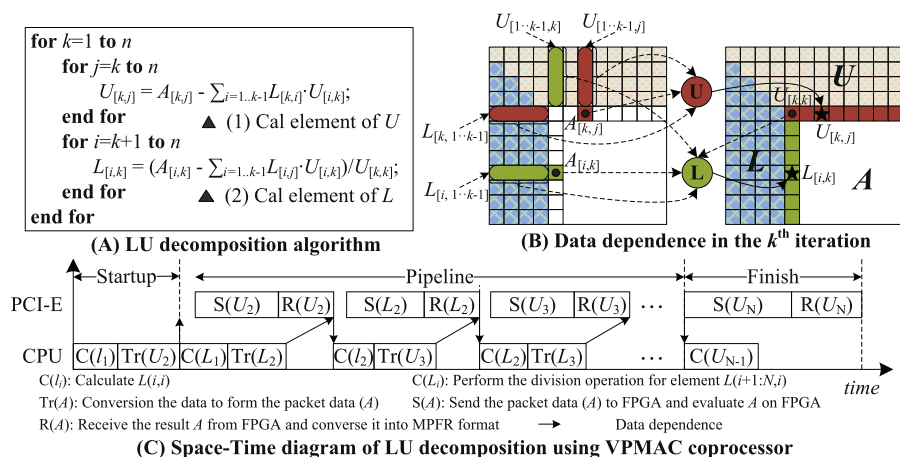 for k=1 to n
for j=k to n
U[k,j] = A[k,j] - ∑i=1..k-1L[k,i]·U[i,k];
end for ▲ (1) Cal element of U
for i=k+1 to n
L[i,k] = (A[i,k] - ∑i=1..k-1L[i,j]·U[i,k])/U[k,k];
end for ▲ (2) Cal element of L
end for
(A) LU decomposition algorithm
U[1··k-1,k] U[1··k-1,j]
U
U
U[k,k]
L[k, 1··k-1] A[k, j] U[k, j]
A[i,k] L A
L L[i,k]
L[i, 1··k-1]
(B) Data dependence in the kth iteration
Startup Pipeline Finish
PCI-E S(U2) R(U2) S(L2) R(L2) S(U3) R(U3) ··· S(UN) R(UN)
CPU C(l1) Tr(U2) C(L1) Tr(L2) C(l2) Tr(U3) C(L2) Tr(L3) ··· C(UN-1)
time
C(li): Calculate L(i,i) C(Li): Perform the division operation for element L(i+1:N,i)
Tr(A): Conversion the data to form the packet data (A) S(A): Send the packet data (A) to FPGA and evaluate A on FPGA
R(A): Receive the result A from FPGA and converse it into MPFR format → Data dependence
(C) Space-Time diagram of LU decomposition using VPMAC coprocessor